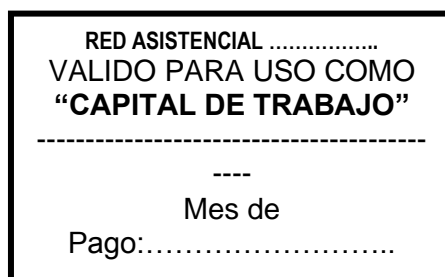 RED ASISTENCIAL ……………..
VALIDO PARA USO COMO
“CAPITAL DE TRABAJO”
----------------------------------------
----
Mes de
Pago:……………………..